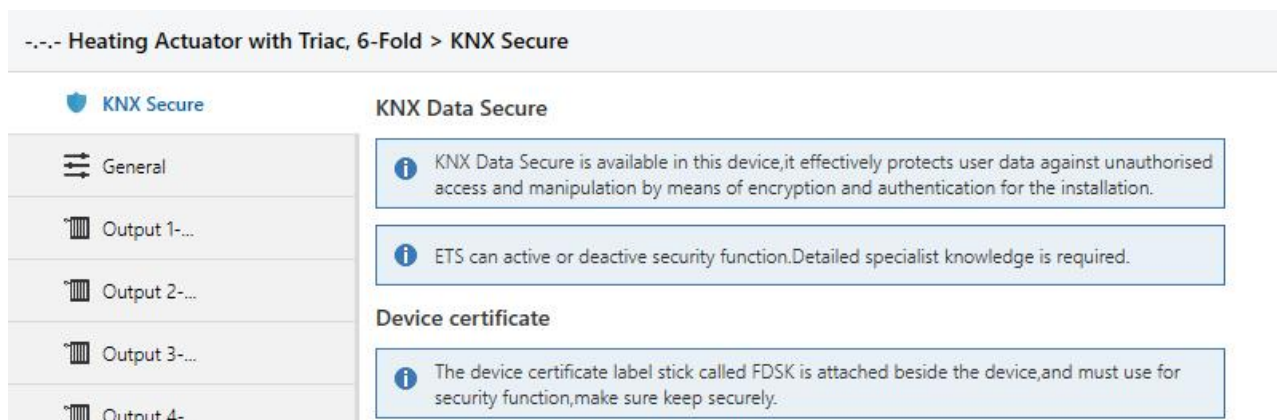 -.-.- Heating Actuator with Triac, 6-Fold > KNX Secure
KNX Secure
General
Output 1-...
Output 2-...
Output 3-...
Output 4-
KNX Data Secure
KNX Data Secure is available in this device,it effectively protects user data against unauthorised
access and manipulation by means of encryption and authentication for the installation.
ETS can active or deactive security function.Detailed specialist knowledge is required.
Device certificate
The device certificate label stick called FDSK is attached beside the device,and must use for
security function,make sure keep securely.